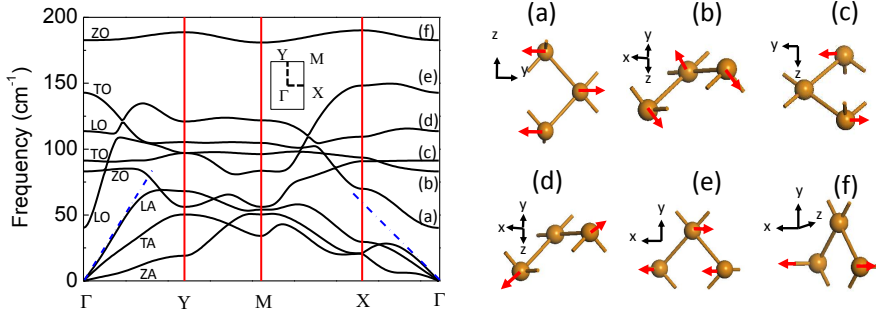 200
150
100
50
0
Frequency (cm⁻¹)
ZO
TO
LO
TO
ZO
LO
LA
TA
ZA
Y
M
Γ
X
(f)
(e)
(d)
(c)
(b)
(a)
Γ
Y
M
X
Γ
(a)
z
y
(b)
y
x
z
(c)
y
z
(d)
y
x
z
(e)
y
x
(f)
y
x
z